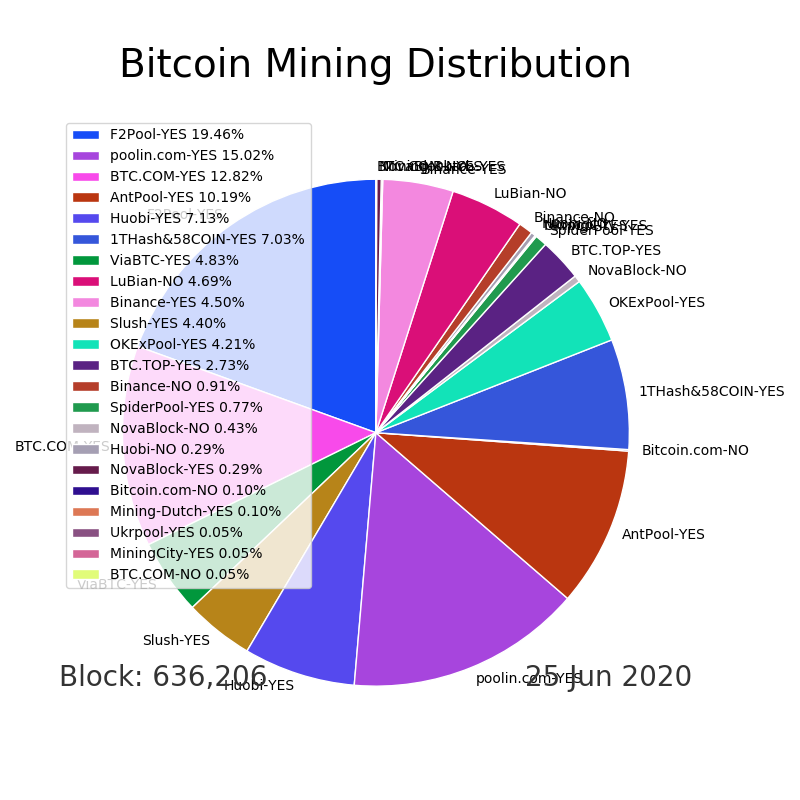 Bitcoin Mining Distribution
F2Pool-YES 19.46%
poolin.com-YES 15.02%
BTC.COM-YES 12.82%
AntPool-YES 10.19%
Huobi-YES 7.13%
1THash&58COIN-YES 7.03%
ViaBTC-YES 4.83%
LuBian-NO 4.69%
Binance-YES 4.50%
Slush-YES 4.40%
OKExPool-YES 4.21%
BTC.TOP-YES 2.73%
Binance-NO 0.91%
SpiderPool-YES 0.77%
NovaBlock-NO 0.43%
Huobi-NO 0.29%
NovaBlock-YES 0.29%
Bitcoin.com-NO 0.10%
Mining-Dutch-YES 0.10%
Ukrpool-YES 0.05%
MiningCity-YES 0.05%
BTC.COM-NO 0.05%
Binance-YES
LuBian-NO
Binance-NO
SpiderPool-YES
BTC.TOP-YES
NovaBlock-NO
OKExPool-YES
1THash&58COIN-YES
Bitcoin.com-NO
AntPool-YES
poolin.com-YES
Huobi-YES
Slush-YES
ViaBTC-YES
BTC.COM-YES
F2Pool-YES
Block: 636,206
25 Jun 2020